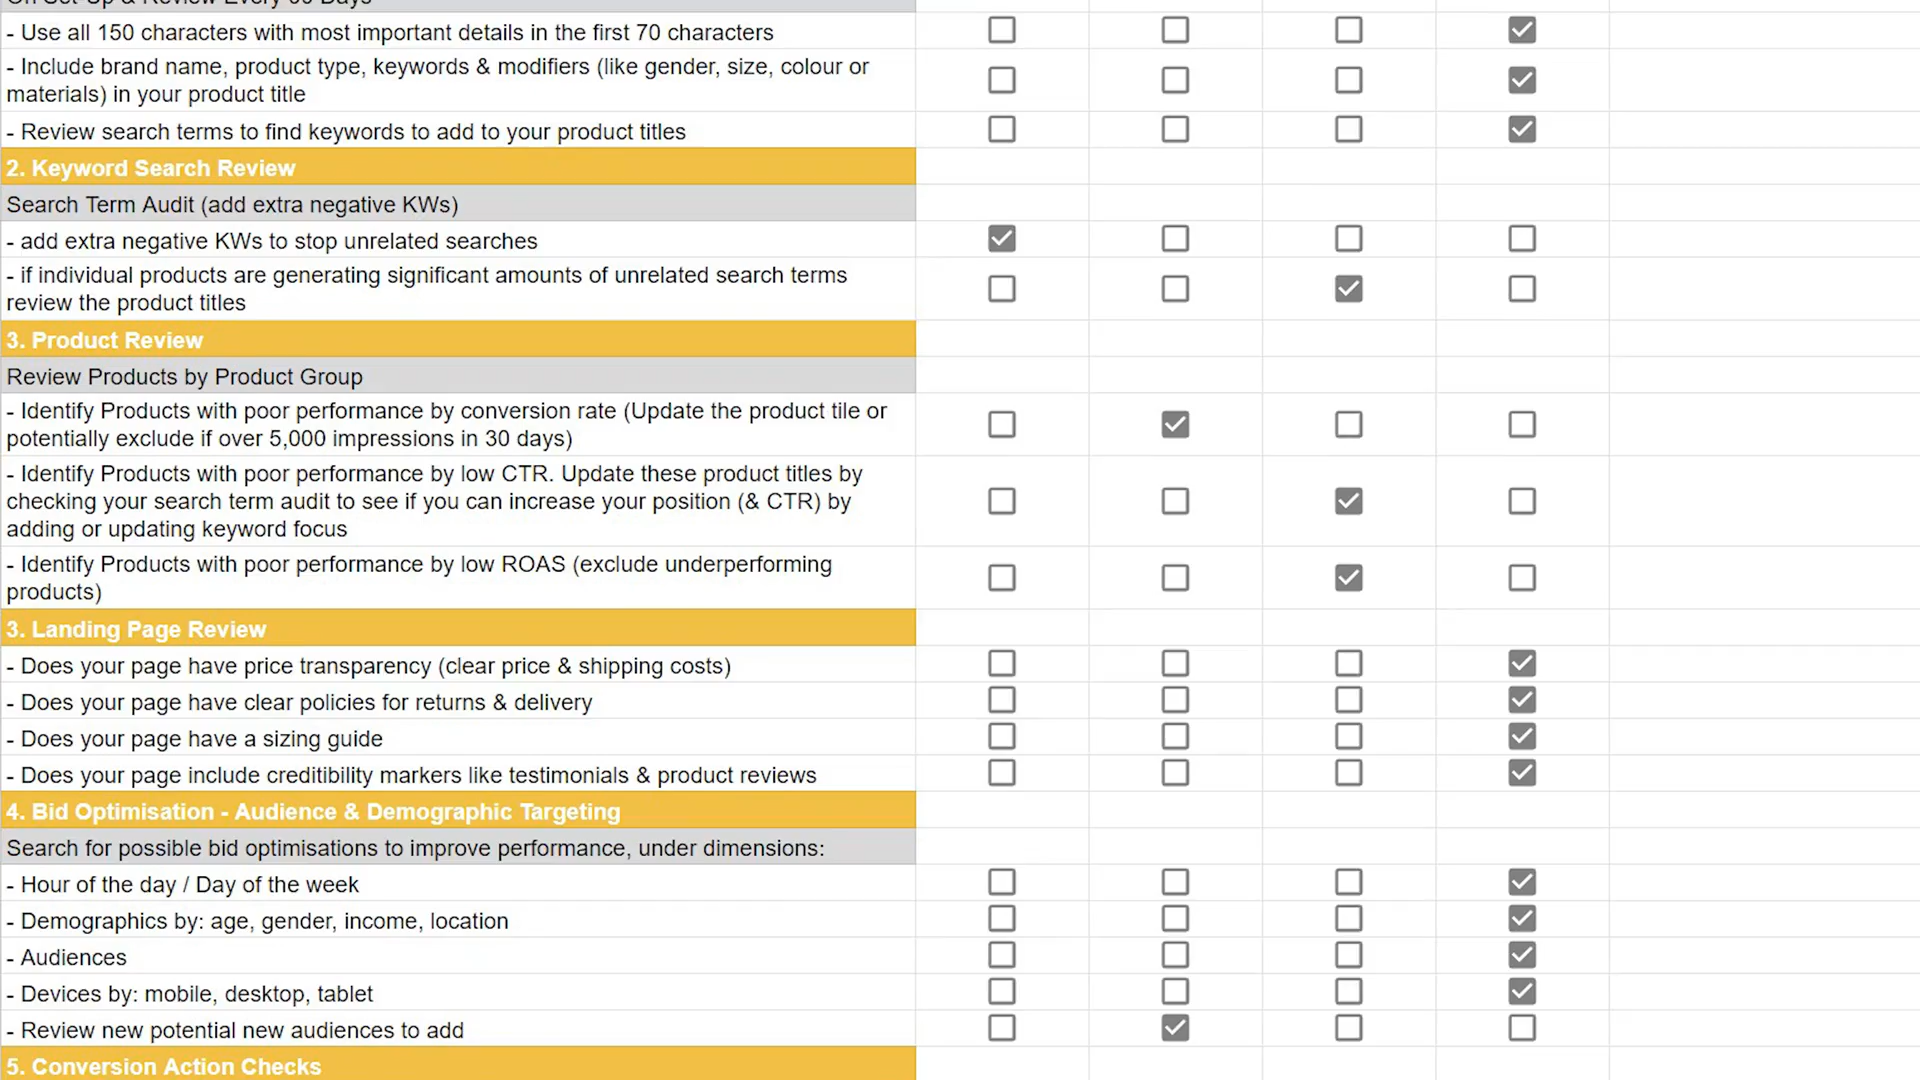 On Set-Up & Review Every 90 Days
- Use all 150 characters with most important details in the first 70 characters
- Include brand name, product type, keywords & modifiers (like gender, size, colour or
materials) in your product title
- Review search terms to find keywords to add to your product titles
2. Keyword Search Review
Search Term Audit (add extra negative KWs)
- add extra negative KWs to stop unrelated searches
- if individual products are generating significant amounts of unrelated search terms
review the product titles
3. Product Review
Review Products by Product Group
- Identify Products with poor performance by conversion rate (Update the product tile or
potentially exclude if over 5,000 impressions in 30 days)
- Identify Products with poor performance by low CTR. Update these product titles by
checking your search term audit to see if you can increase your position (& CTR) by
adding or updating keyword focus
- Identify Products with poor performance by low ROAS (exclude underperforming
products)
3. Landing Page Review
- Does your page have price transparency (clear price & shipping costs)
- Does your page have clear policies for returns & delivery
- Does your page have a sizing guide
- Does your page include creditibility markers like testimonials & product reviews
4. Bid Optimisation - Audience & Demographic Targeting
Search for possible bid optimisations to improve performance, under dimensions:
- Hour of the day / Day of the week
- Demographics by: age, gender, income, location
- Audiences
- Devices by: mobile, desktop, tablet
- Review new potential new audiences to add
5. Conversion Action Checks